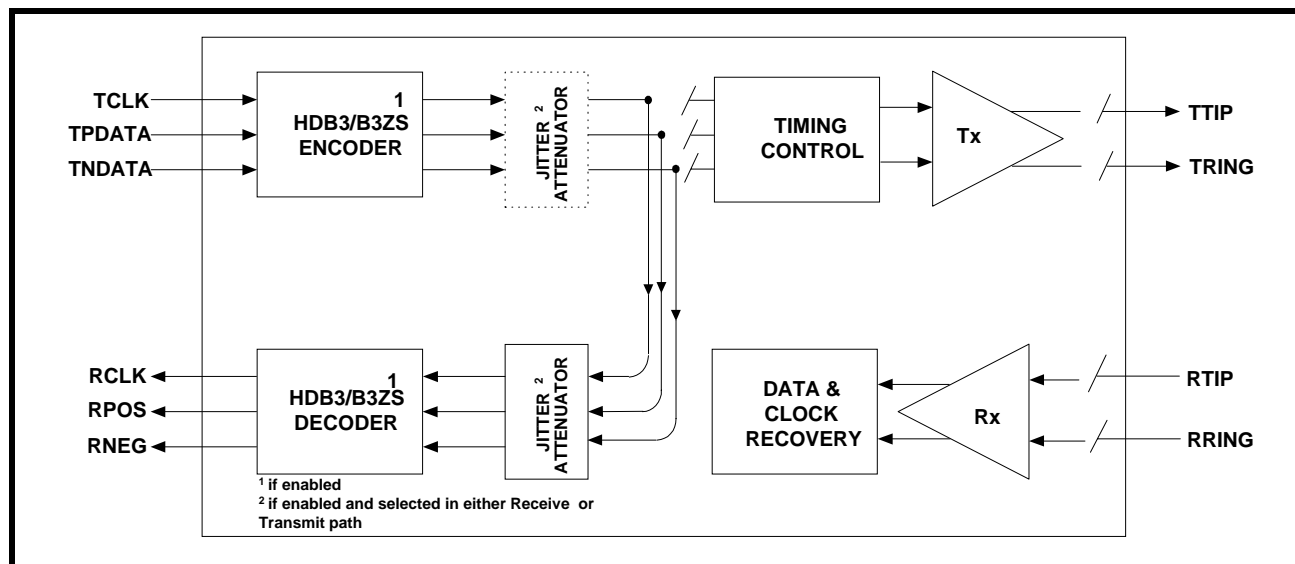 TCLK
TPDATA
TNDATA
1
HDB3/B3ZS
ENCODER
JITTER 2
ATTENUATOR
TIMING
CONTROL
Tx
TTIP
TRING
RCLK
RPOS
RNEG
1
HDB3/B3ZS
DECODER
JITTER 2
ATTENUATOR
DATA &
CLOCK
RECOVERY
Rx
RTIP
RRING
1 if enabled
2 if enabled and selected in either Receive or
Transmit path